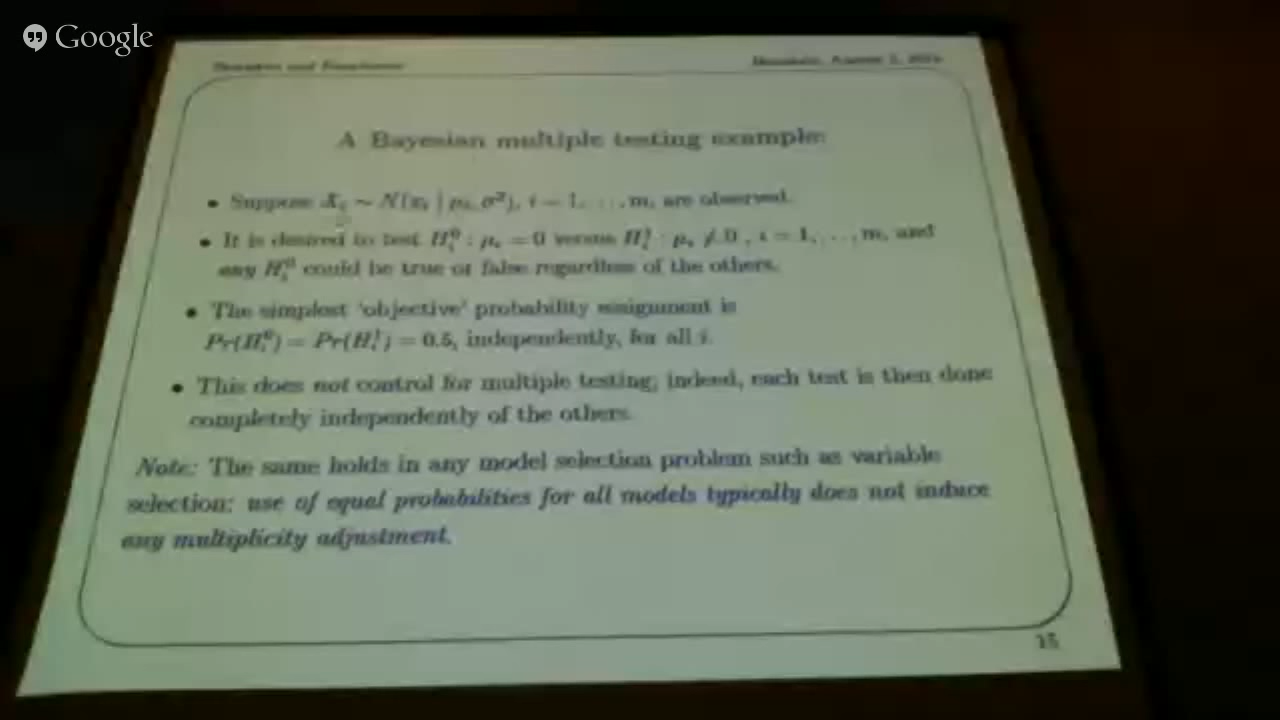 Google
A Bayesian multiple testing example:
• Suppose X_i ∼ N(x_i | μ_i, σ²), i = 1, . . . , m, are observed.
• It is desired to test H_i^0 : μ_i = 0 versus H_i^1 : μ_i ≠ 0 , i = 1, . . . , m, and
any H_i^0 could be true or false regardless of the others.
• The simplest 'objective' probability assignment is
Pr(H_i^0) = Pr(H_i^1) = 0.5, independently, for all i.
• This does not control for multiple testing; indeed, each test is then done
completely independently of the others.
Note: The same holds in any model selection problem such as variable
selection: use of equal probabilities for all models typically does not induce
any multiplicity adjustment.
15